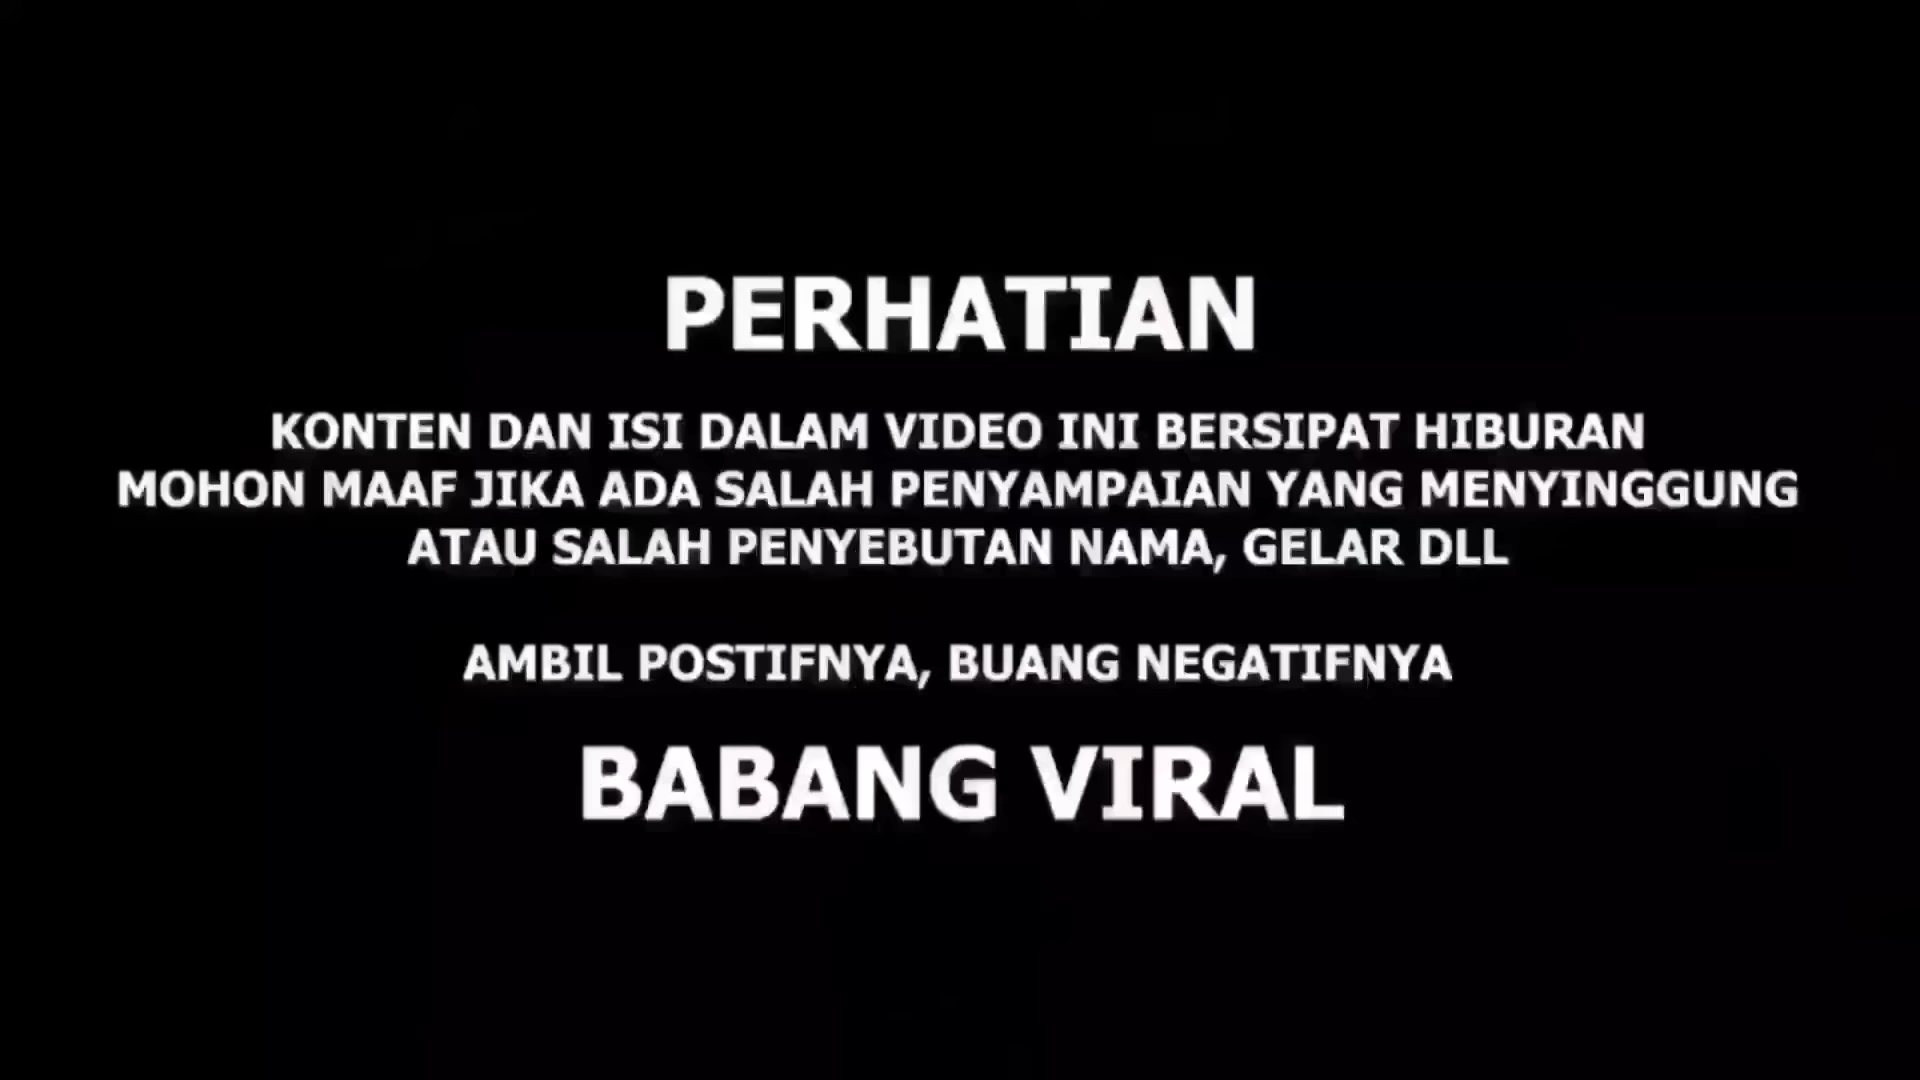 PERHATIAN
KONTEN DAN ISI DALAM VIDEO INI BERSIPAT HIBURAN
MOHON MAAF JIKA ADA SALAH PENYAMPAIAN YANG MENYINGGUNG
ATAU SALAH PENYEBUTAN NAMA, GELAR DLL
AMBIL POSTIFNYA, BUANG NEGATIFNYA
BABANG VIRAL